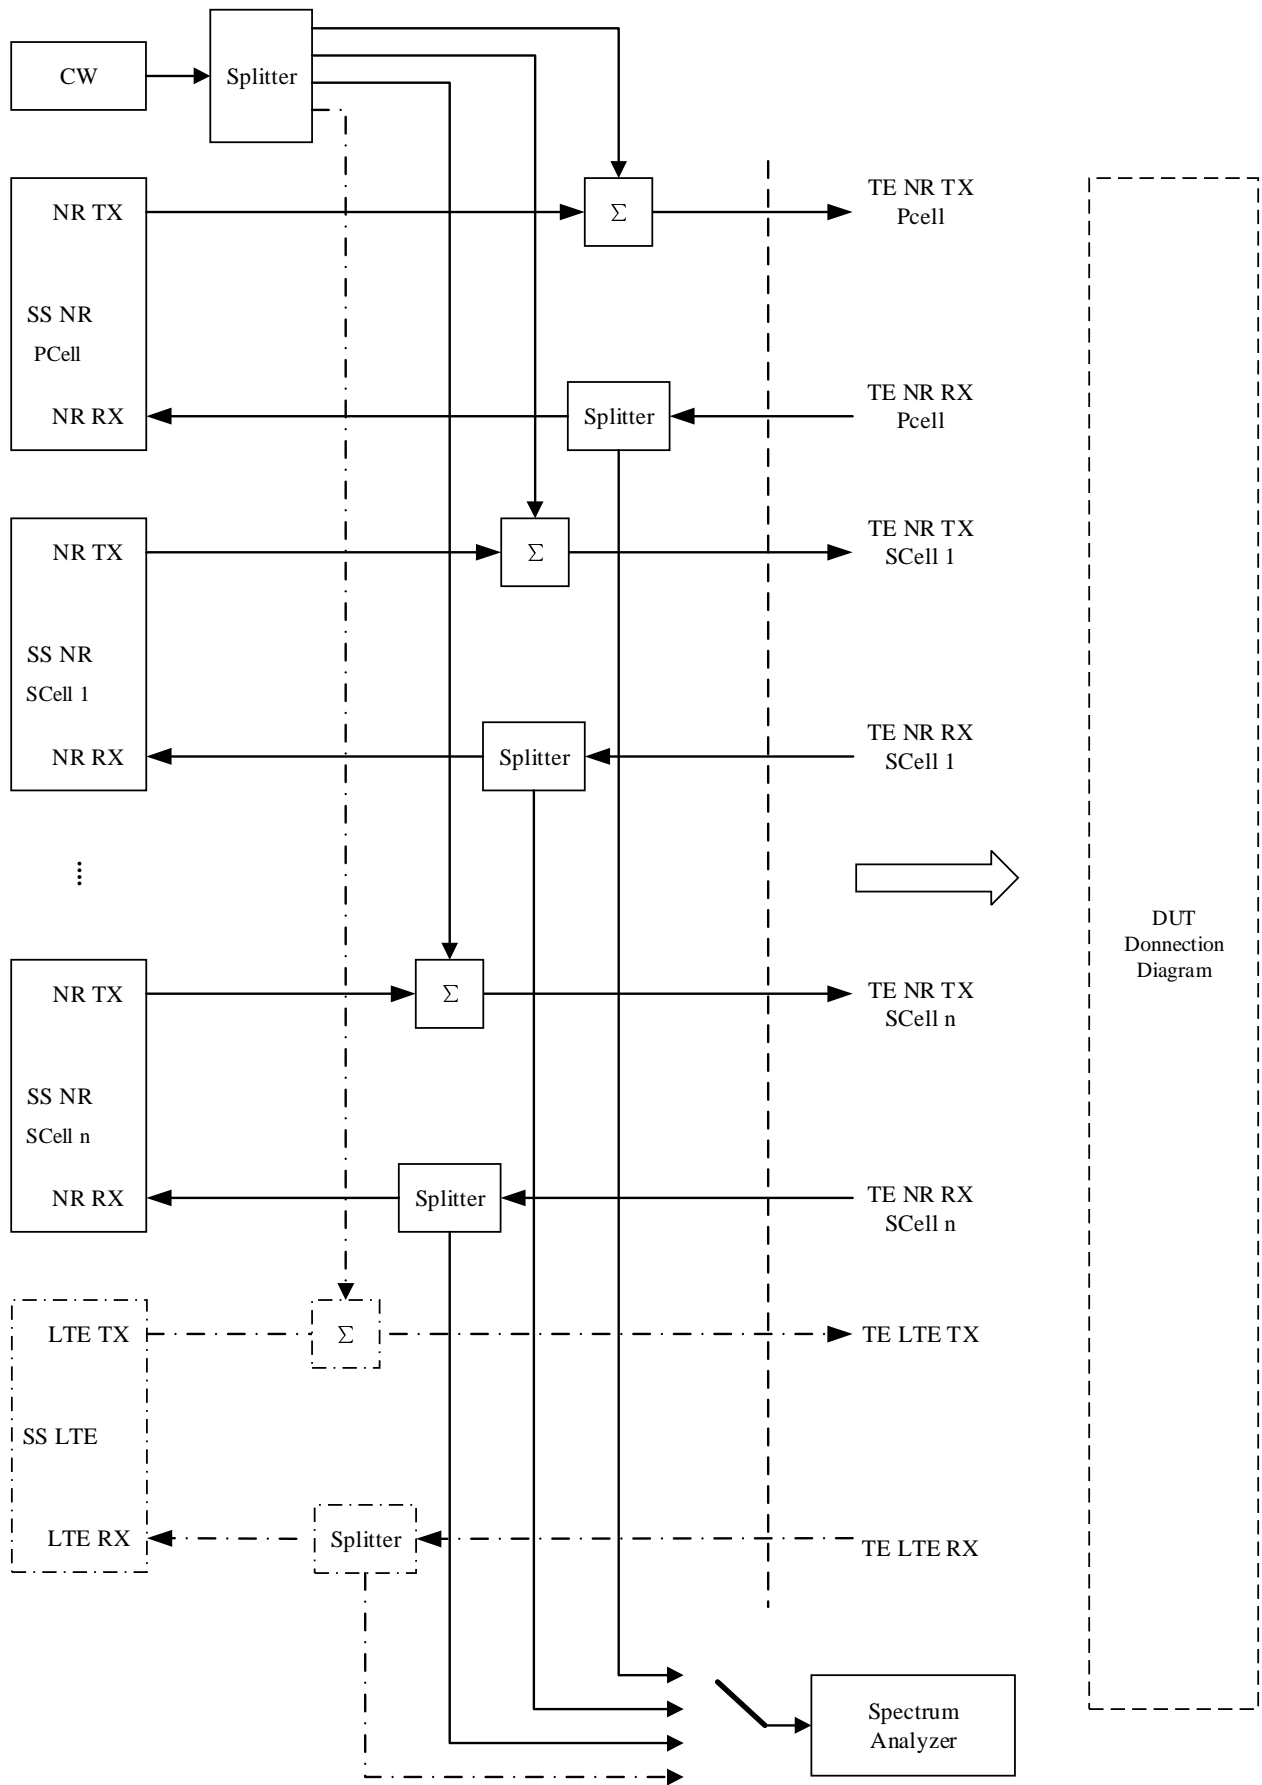 CW
Splitter
NR TX
Σ
TE NR TX
Pcell
SS NR
PCell
NR RX
Splitter
TE NR RX
Pcell
NR TX
Σ
TE NR TX
SCell 1
SS NR
SCell 1
NR RX
Splitter
TE NR RX
SCell 1
DUT
Donnection
Diagram
NR TX
Σ
TE NR TX
SCell n
SS NR
SCell n
NR RX
Splitter
TE NR RX
SCell n
LTE TX
Σ
TE LTE TX
SS LTE
LTE RX
Splitter
TE LTE RX
Spectrum
Analyzer